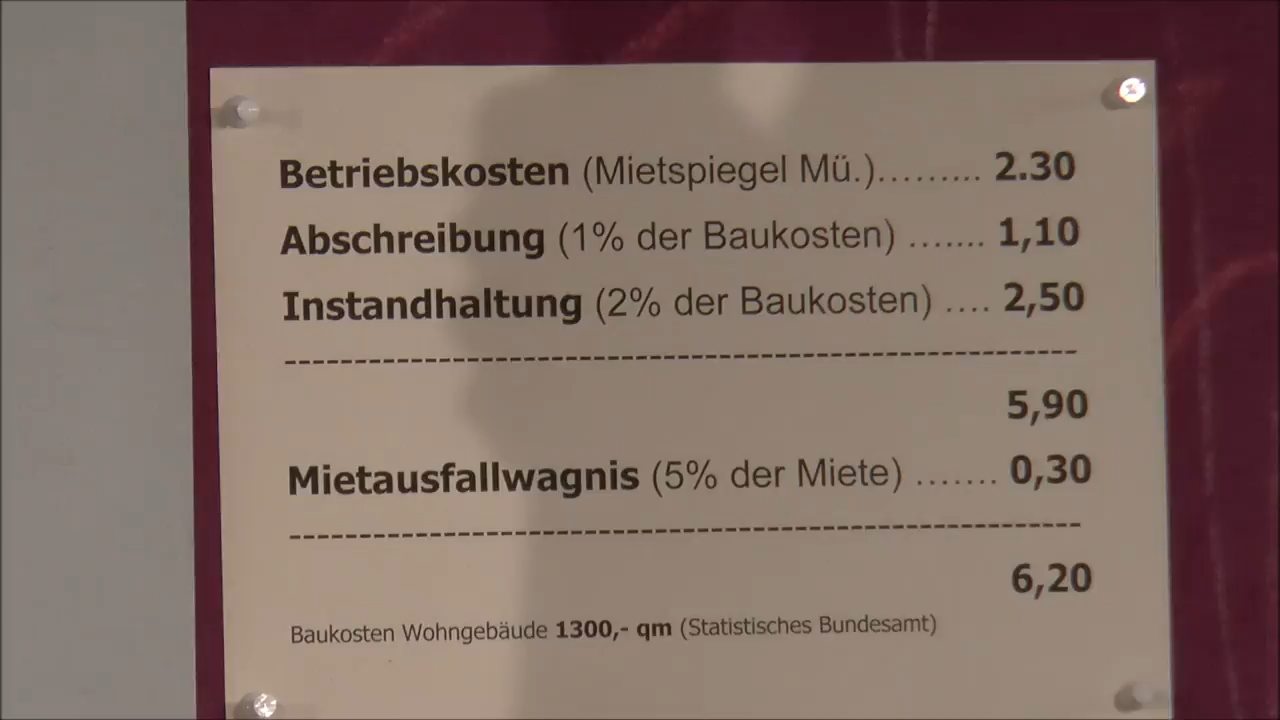 Betriebskosten (Mietspiegel Mü.)......... 2.30
Abschreibung (1% der Baukosten) ....... 1,10
Instandhaltung (2% der Baukosten) .... 2,50
5,90
Mietausfallwagnis (5% der Miete) ....... 0,30
6,20
Baukosten Wohngebäude 1300,- qm (Statistisches Bundesamt)